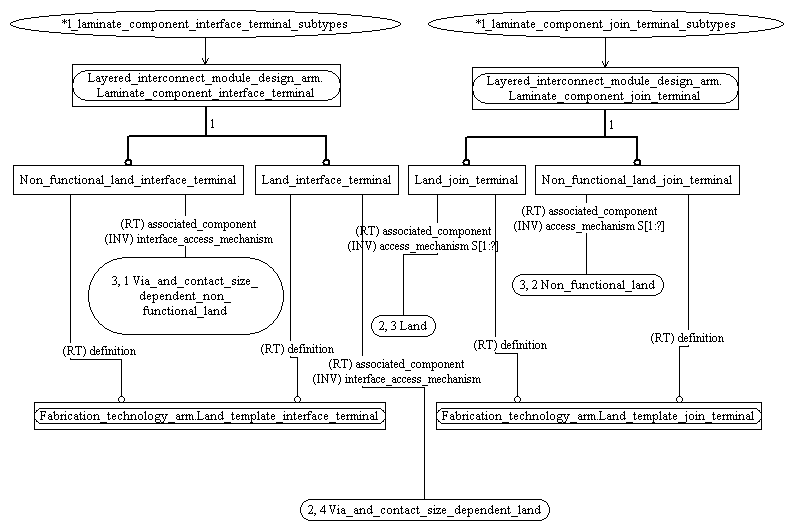 *1_laminate_component_interface_terminal_subtypes
*1_laminate_component_join_terminal_subtypes
Layered_interconnect_module_design_arm.
Laminate_component_interface_terminal
Layered_interconnect_module_design_arm.
Laminate_component_join_terminal
1
1
Non_functional_land_interface_terminal
Land_interface_terminal
Land_join_terminal
Non_functional_land_join_terminal
(RT) associated_component
(INV) interface_access_mechanism
(RT) associated_component
(INV) access_mechanism S[1:?]
(RT) associated_component
(INV) access_mechanism S[1:?]
3, 1 Via_and_contact_size_
dependent_non_
functional_land
3, 2 Non_functional_land
2, 3 Land
(RT) definition
(RT) definition
(RT) definition
(RT) definition
(RT) associated_component
(INV) interface_access_mechanism
Fabrication_technology_arm.Land_template_interface_terminal
Fabrication_technology_arm.Land_template_join_terminal
2, 4 Via_and_contact_size_dependent_land